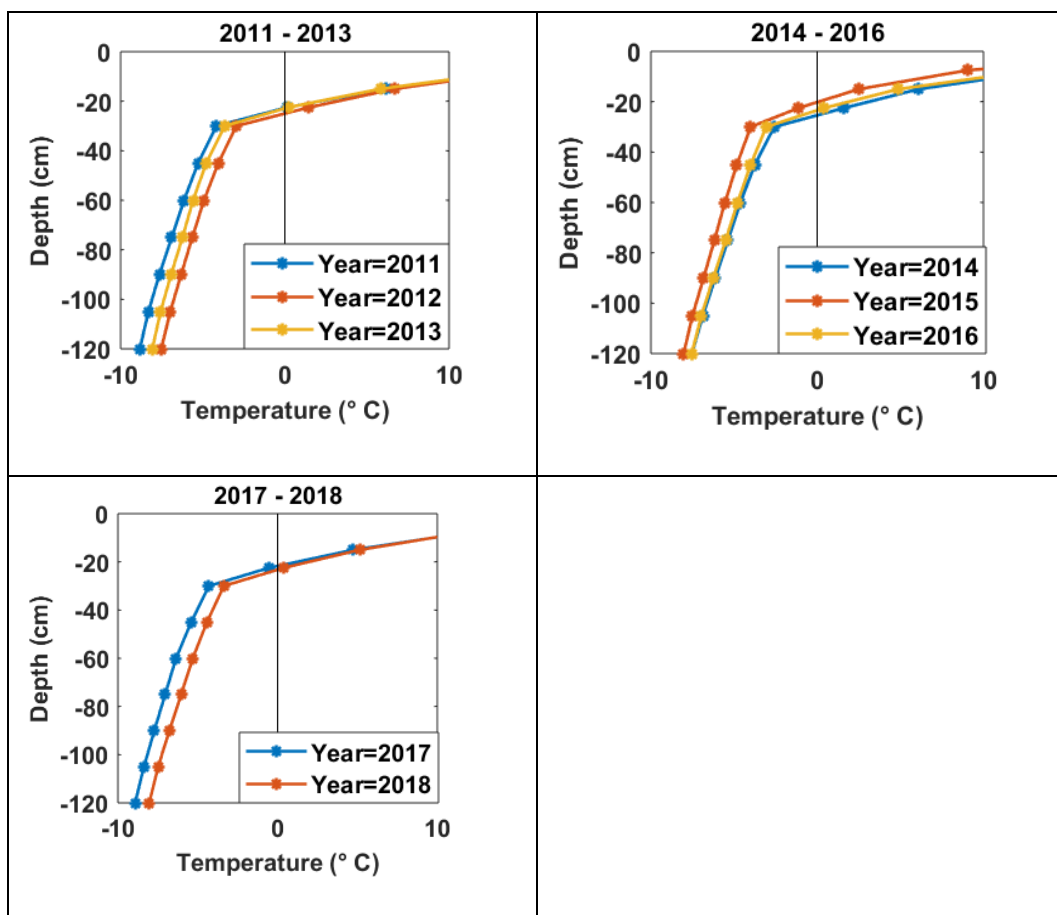 2011 - 2013
0
-20
-40
-60
-80
-100
-120
Depth (cm)
Year=2011
Year=2012
Year=2013
-10 0 10
Temperature (° C)
2014 - 2016
0
-20
-40
-60
-80
-100
-120
Depth (cm)
Year=2014
Year=2015
Year=2016
-10 0 10
Temperature (° C)
2017 - 2018
0
-20
-40
-60
-80
-100
-120
Depth (cm)
Year=2017
Year=2018
-10 0 10
Temperature (° C)